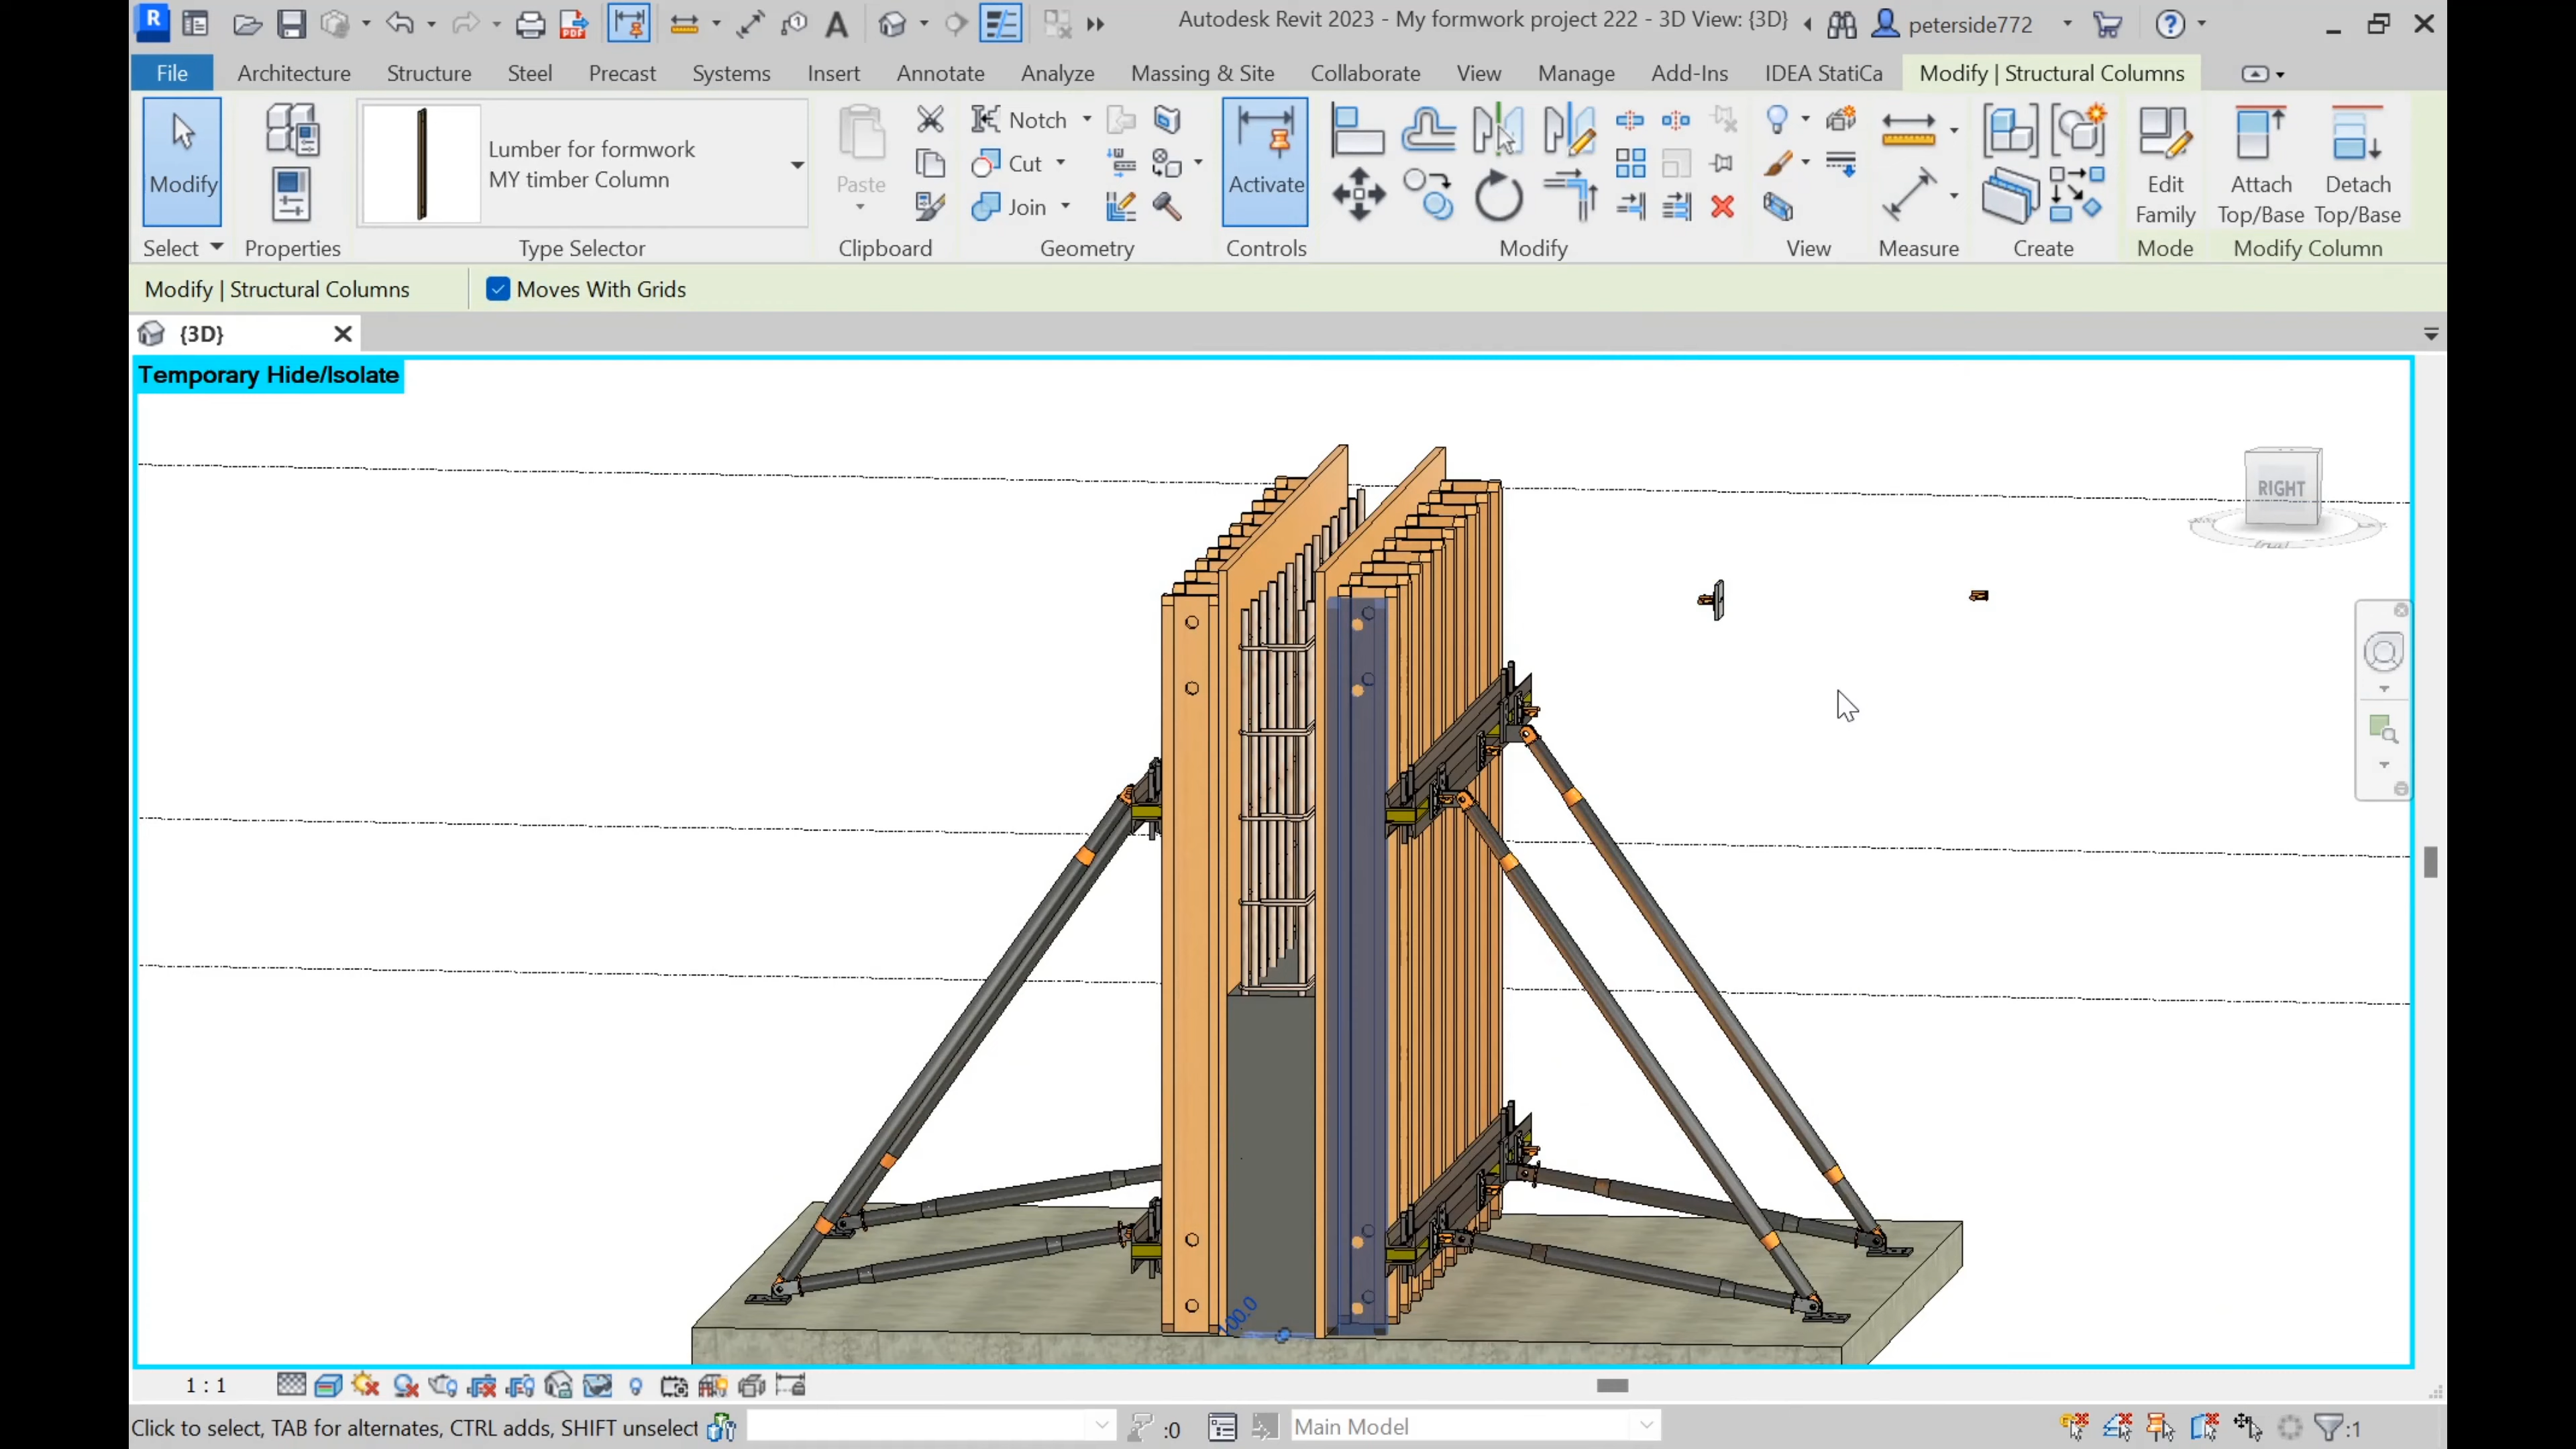 R
PDF
A
Autodesk Revit 2023 - My formwork project 222 - 3D View: {3D}
peterside772
?
File Architecture Structure Steel Precast Systems Insert Annotate Analyze Massing & Site Collaborate View Manage Add-Ins IDEA StatiCa Modify | Structural Columns
Modify
Select
Properties
Lumber for formwork
MY timber Column
Type Selector
Paste
Clipboard
Notch
Cut
Join
Geometry
Activate
Controls
Modify
View
Measure
Create
Edit
Family
Mode
Attach
Top/Base
Detach
Top/Base
Modify Column
Modify | Structural Columns
Moves With Grids
{3D}
Temporary Hide/Isolate
RIGHT
100.0
1 : 1
Click to select, TAB for alternates, CTRL adds, SHIFT unselect
:0
Main Model
:1